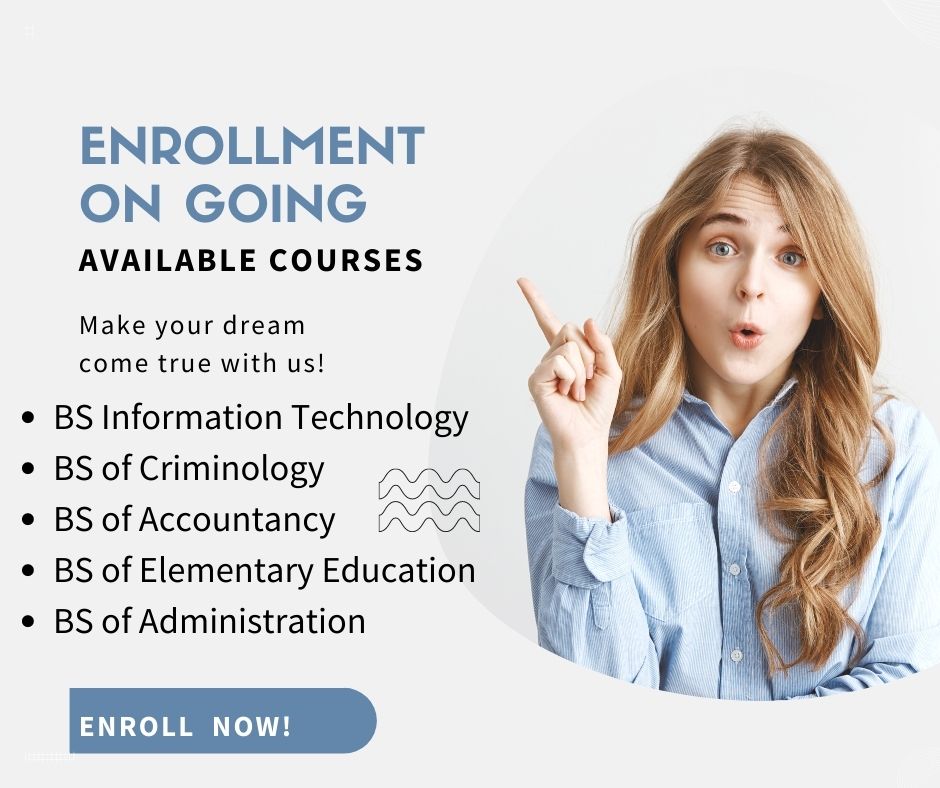 ENROLLMENT
ON GOING
AVAILABLE COURSES
Make your dream
come true with us!
• BS Information Technology
• BS of Criminology
• BS of Accountancy
• BS of Elementary Education
• BS of Administration
ENROLL NOW!